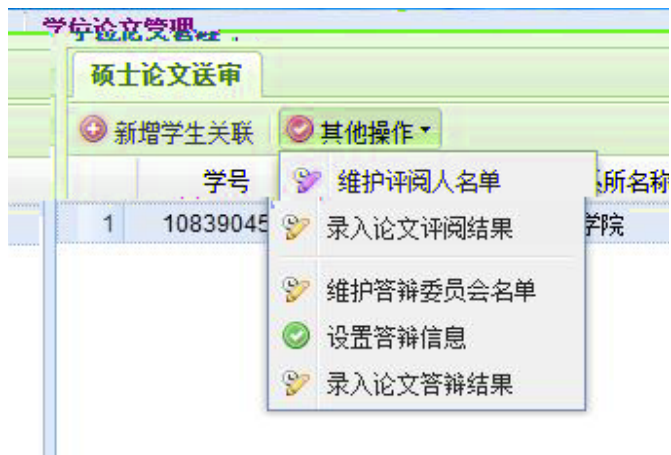 学位论文管理
硕士论文送审
新增学生关联 其他操作
学号 维护评阅人名单 所名称
1 10839045 录入论文评阅结果 学院
维护答辩委员会名单
设置答辩信息
录入论文答辩结果